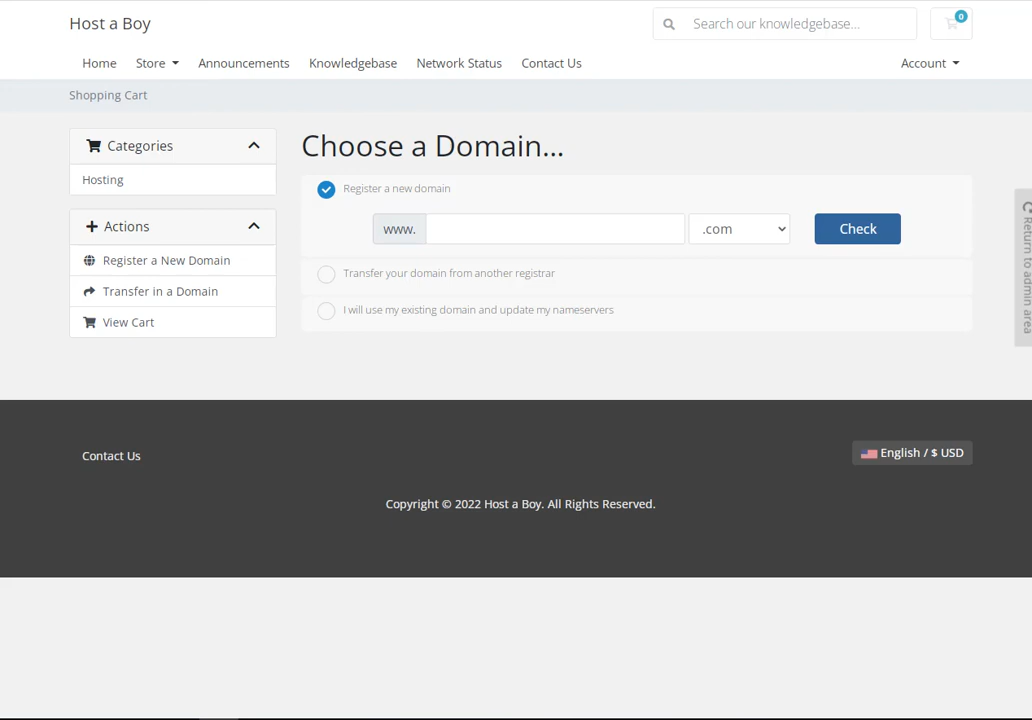 Host a Boy
Search our knowledgebase...
0
Home Store Announcements Knowledgebase Network Status Contact Us Account
Shopping Cart
Categories
Hosting
Actions
Register a New Domain
Transfer in a Domain
View Cart
Choose a Domain...
Register a new domain
www. .com Check
Transfer your domain from another registrar
I will use my existing domain and update my nameservers
Return to admin area
Contact Us
English / $ USD
Copyright © 2022 Host a Boy. All Rights Reserved.